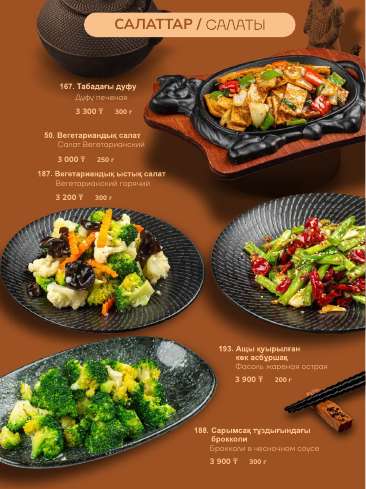 САЛАТТАР / САЛАТЫ
167. Табадағы дуфу
Дуфу печеная
3 300 ₸ 300 г
50. Вегетариандық салат
Салат Вегетарианский
3 000 ₸ 250 г
187. Вегетариандық ыстық салат
Вегетарианский горячий
3 200 ₸ 300 г
193. Ащы қуырылған
көк асбұршақ
Фасоль жареная острая
3 900 ₸ 200 г
188. Сарымсақ тұздығындағы
брокколи
Брокколи в чесночном соусе
3 900 ₸ 300 г